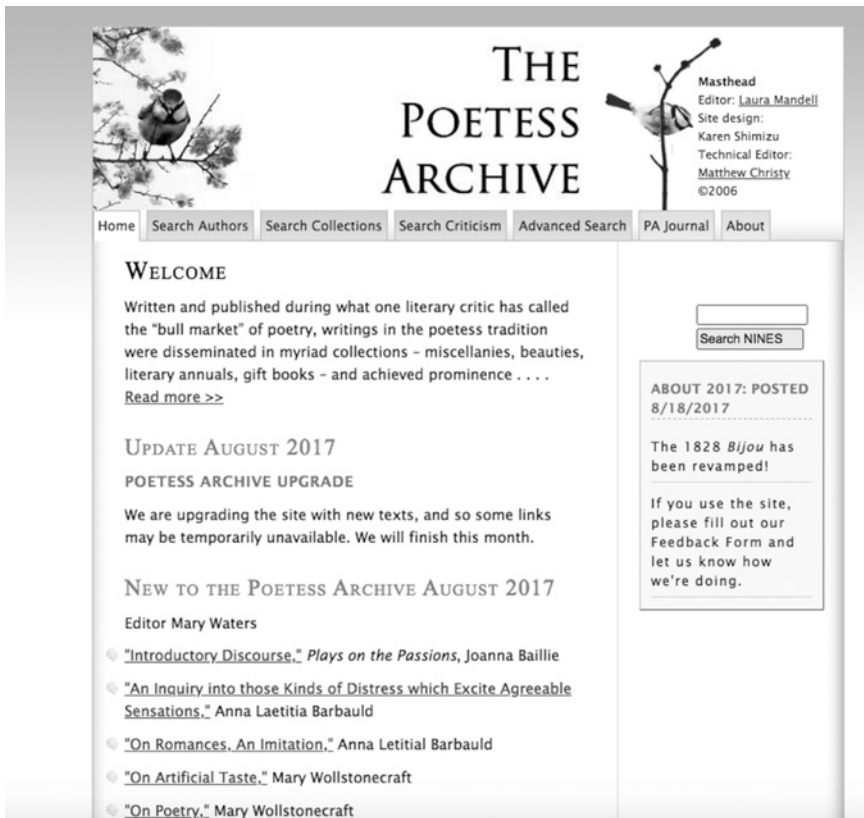 THE
POETESS
ARCHIVE
Masthead
Editor: Laura Mandell
Site design:
Karen Shimizu
Technical Editor:
Matthew Christy
©2006
Home Search Authors Search Collections Search Criticism Advanced Search PA Journal About
WELCOME
Written and published during what one literary critic has called
the “bull market” of poetry, writings in the poetess tradition
were disseminated in myriad collections – miscellanies, beauties,
literary annuals, gift books – and achieved prominence . . . .
Read more >>
UPDATE AUGUST 2017
POETESS ARCHIVE UPGRADE
We are upgrading the site with new texts, and so some links
may be temporarily unavailable. We will finish this month.
NEW TO THE POETESS ARCHIVE AUGUST 2017
Editor Mary Waters
"Introductory Discourse," Plays on the Passions, Joanna Baillie
"An Inquiry into those Kinds of Distress which Excite Agreeable
Sensations," Anna Laetitia Barbauld
"On Romances, An Imitation," Anna Letitial Barbauld
"On Artificial Taste," Mary Wollstonecraft
"On Poetry," Mary Wollstonecraft
Search NINES
ABOUT 2017: POSTED
8/18/2017
The 1828 Bijou has
been revamped!
If you use the site,
please fill out our
Feedback Form and
let us know how
we're doing.